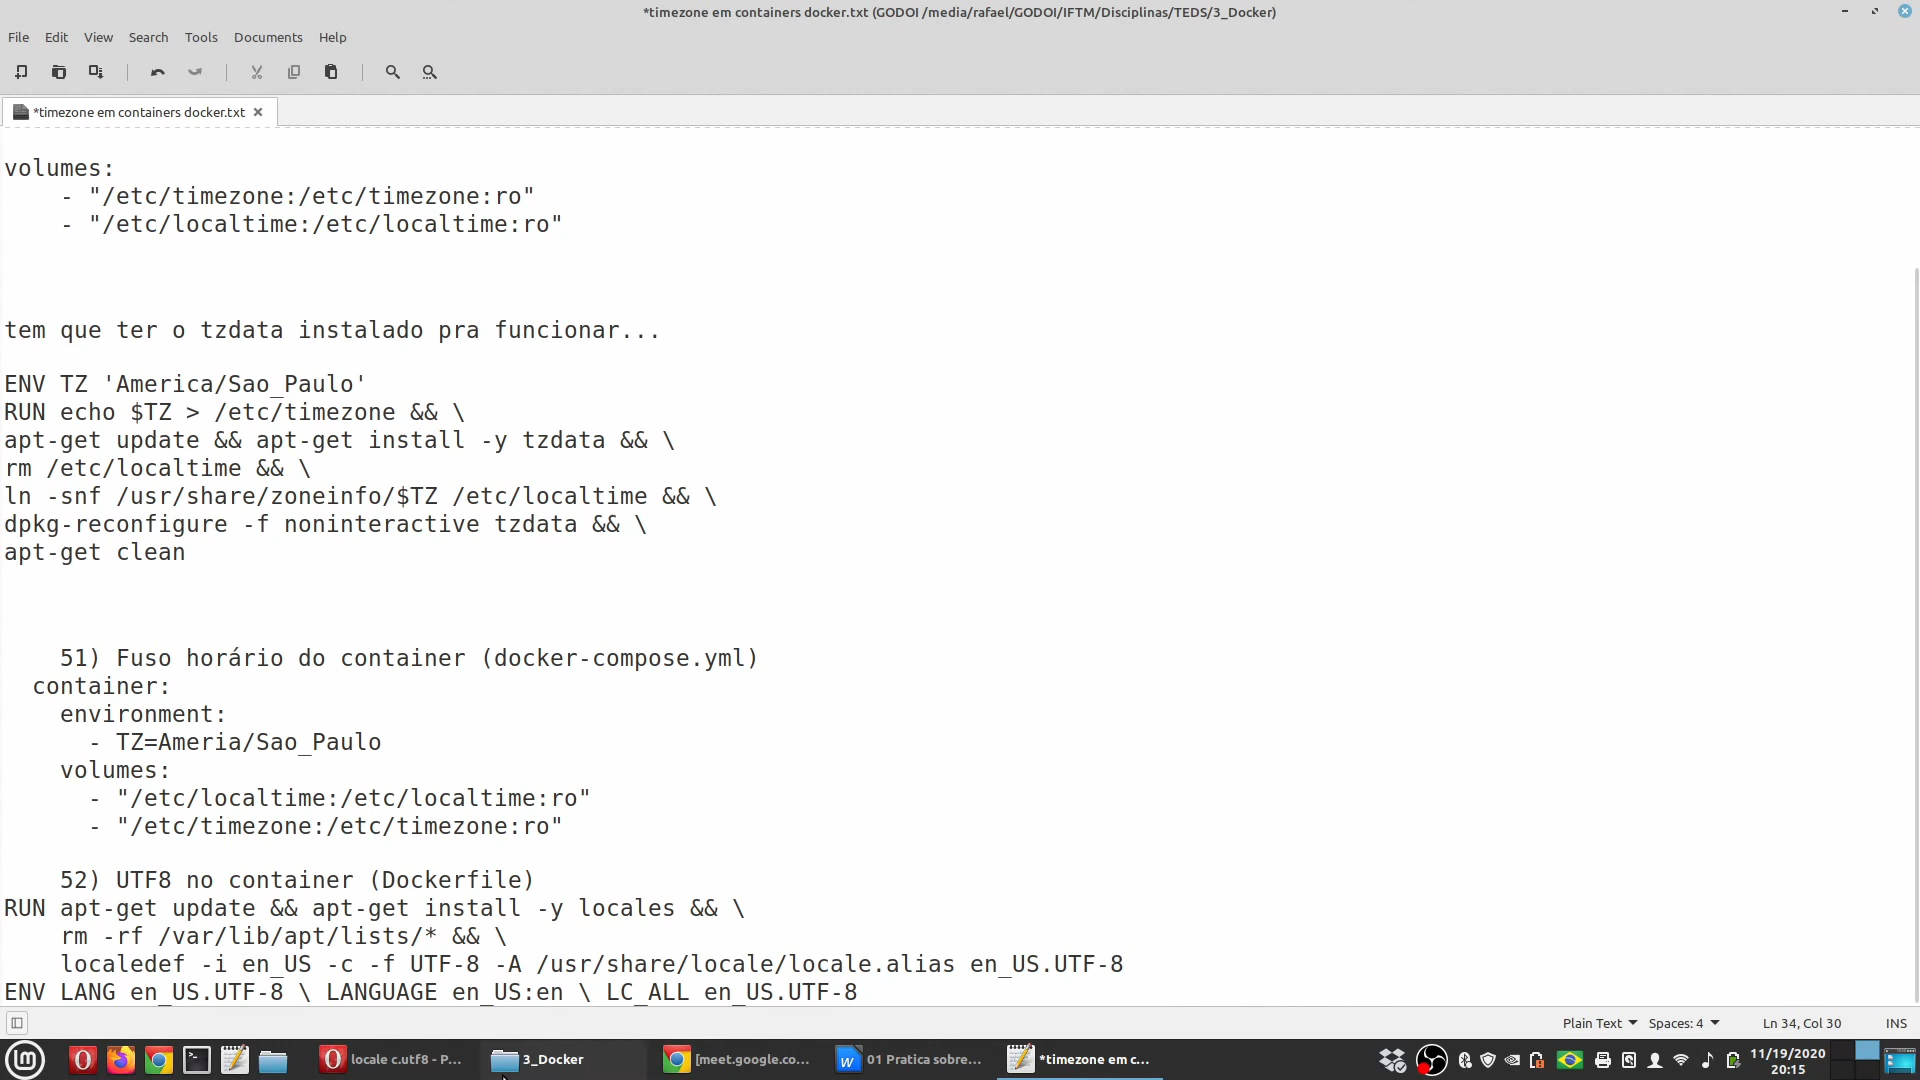 *timezone em containers docker.txt (GODOI /media/rafael/GODOI/IFTM/Disciplinas/TEDS/3_Docker)
File Edit View Search Tools Documents Help
*timezone em containers docker.txt
volumes:
- "/etc/timezone:/etc/timezone:ro"
- "/etc/localtime:/etc/localtime:ro"
tem que ter o tzdata instalado pra funcionar...
ENV TZ 'America/Sao_Paulo'
RUN echo $TZ > /etc/timezone && \
apt-get update && apt-get install -y tzdata && \
rm /etc/localtime && \
ln -snf /usr/share/zoneinfo/$TZ /etc/localtime && \
dpkg-reconfigure -f noninteractive tzdata && \
apt-get clean
51) Fuso horário do container (docker-compose.yml)
container:
environment:
- TZ=Ameria/Sao_Paulo
volumes:
- "/etc/localtime:/etc/localtime:ro"
- "/etc/timezone:/etc/timezone:ro"
52) UTF8 no container (Dockerfile)
RUN apt-get update && apt-get install -y locales && \
rm -rf /var/lib/apt/lists/* && \
localedef -i en_US -c -f UTF-8 -A /usr/share/locale/locale.alias en_US.UTF-8
ENV LANG en_US.UTF-8 \ LANGUAGE en_US:en \ LC_ALL en_US.UTF-8
Plain Text Spaces: 4 Ln 34, Col 30 INS
lm locale c.utf8 - P... 3_Docker [meet.google.co... 01 Pratica sobre... *timezone em c... 11/19/2020
20:15